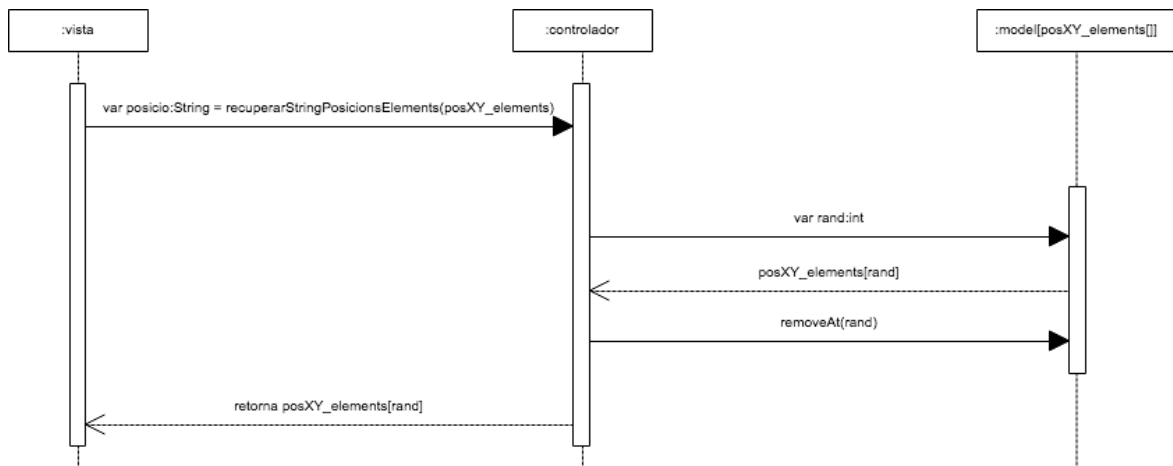 :vista
:controlador
:model[posXY_elements[]]
var posicio:String = recuperarStringPosicionsElements(posXY_elements)
var rand:int
posXY_elements[rand]
removeAt(rand)
retorna posXY_elements[rand]